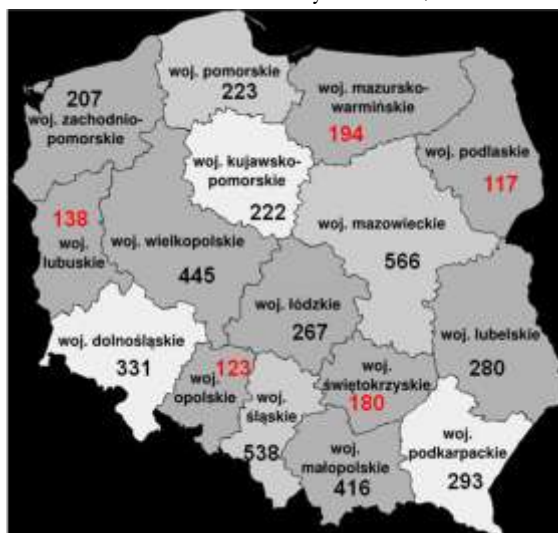 207
woj. zachodnio-
pomorskie
woj. pomorskie
223
woj. mazursko-
warmińskie
194
woj. podlaskie
117
woj. kujawsko-
pomorskie
222
138
woj.
lubuskie
woj. wielkopolskie
445
woj. mazowieckie
566
woj. łódzkie
267
woj. dolnośląskie
331
123
woj.
opolskie
woj.
śląskie
538
woj.
świętokrzyskie
180
woj. lubelskie
280
woj.
małopolskie
416
woj.
podkarpackie
293